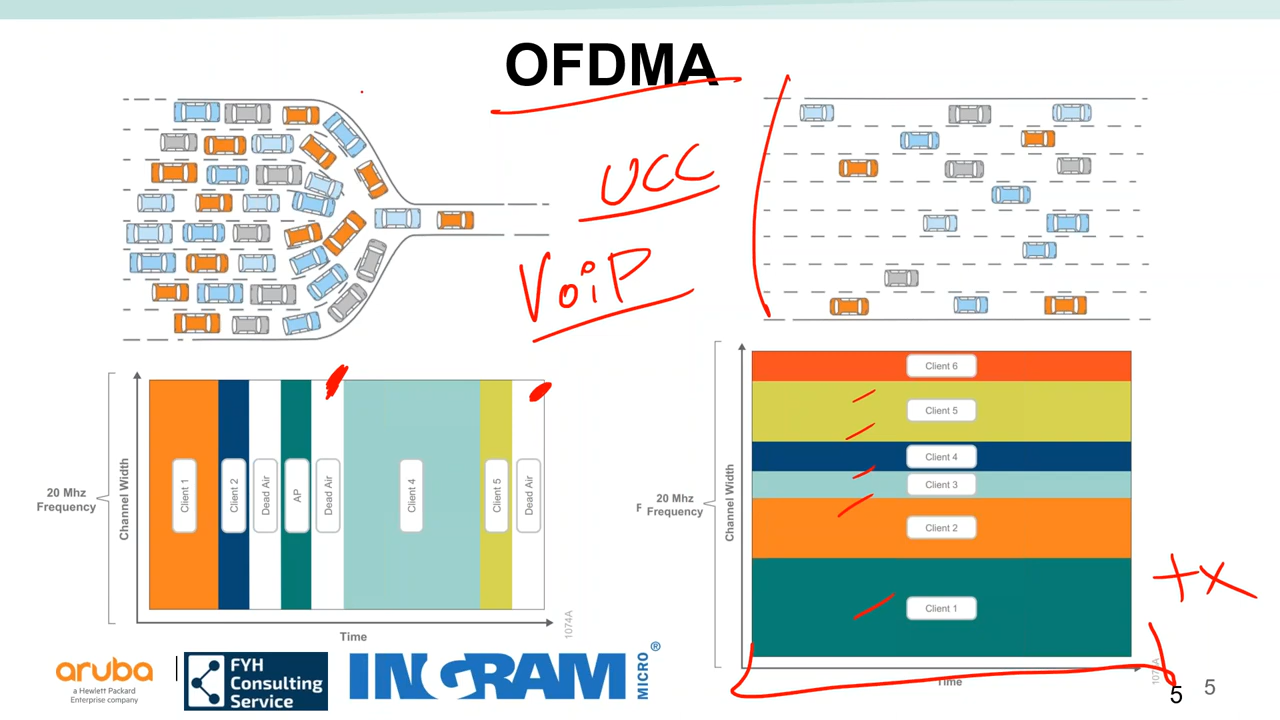 OFDMA
UCC
VoiP
20 Mhz
Frequency
Channel Width
Client 1
Client 2
Dead Air
AP
Dead Air
Client 4
Client 5
Dead Air
Time
1074A
F
20 Mhz
Frequency
Channel Width
Client 6
Client 5
Client 4
Client 3
Client 2
Client 1
Time
tx
aruba
a Hewlett Packard
Enterprise company
FYH
Consulting
Service
INGRAM
MICRO®
5
5